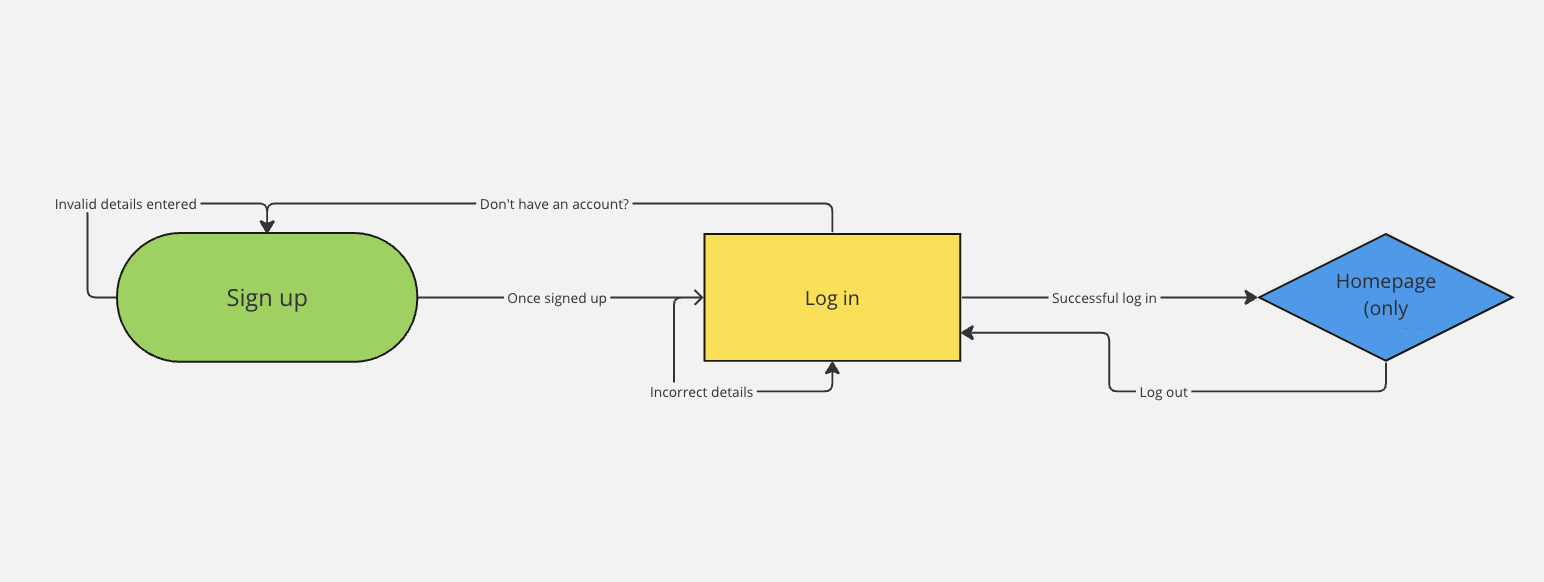 Invalid details entered
Don't have an account?
Sign up
Once signed up
Log in
Successful log in
Homepage
(only
Incorrect details
Log out